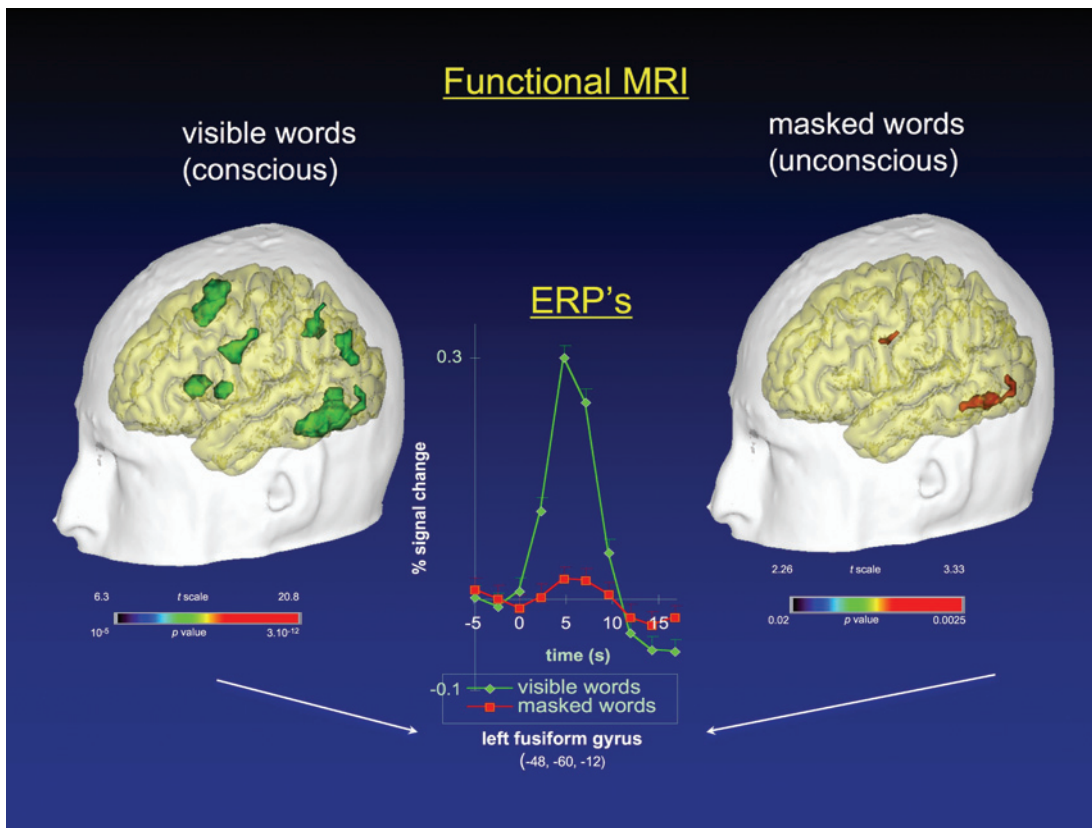 Functional MRI
visible words
(conscious)
masked words
(unconscious)
ERP's
0.3
% signal change
-5 0 5 10 15
time (s)
-0.1
visible words
masked words
left fusiform gyrus
(-48, -60, -12)
6.3 t scale 20.8
10-5 p value 3.10-12
2.26 t scale 3.33
0.02 p value 0.0025